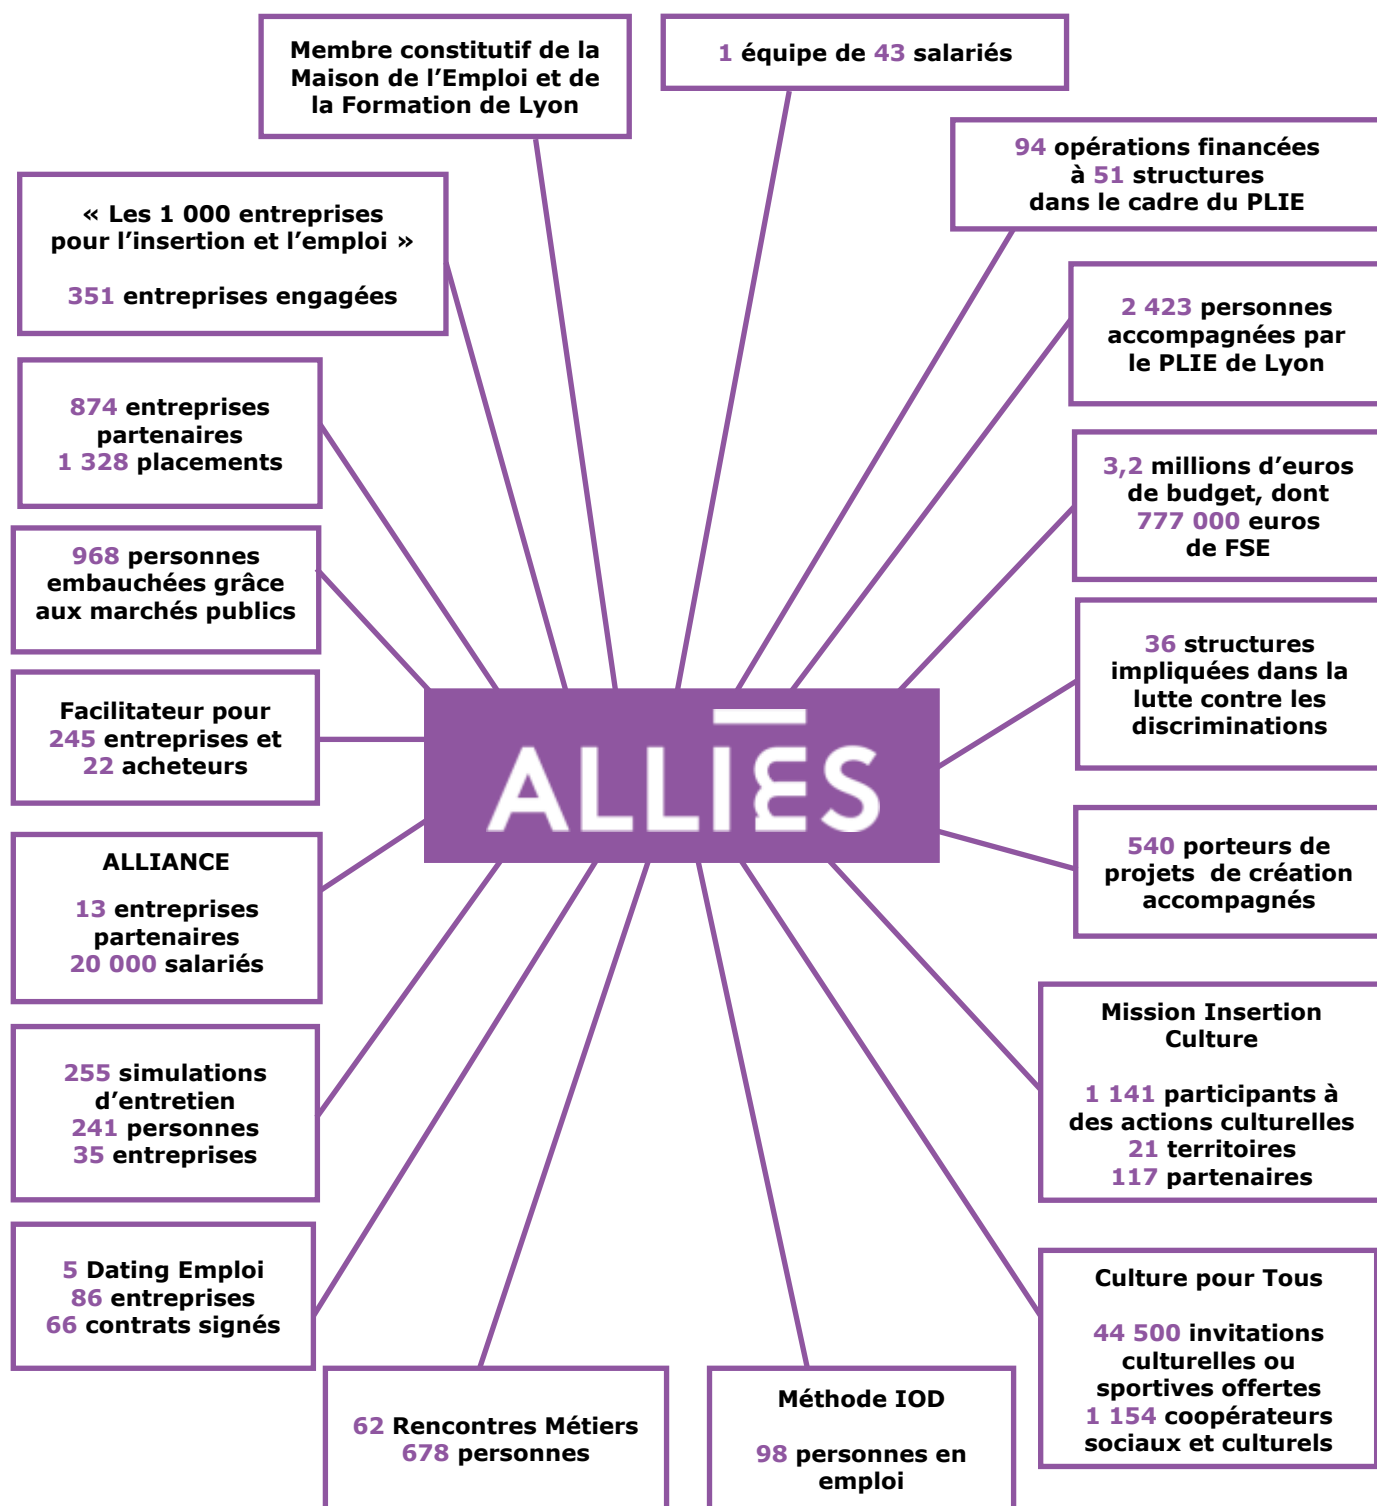 Membre constitutif de la
Maison de l’Emploi et de
la Formation de Lyon
1 équipe de 43 salariés
94 opérations financées
à 51 structures
dans le cadre du PLIE
« Les 1 000 entreprises
pour l’insertion et l’emploi »
351 entreprises engagées
2 423 personnes
accompagnées par
le PLIE de Lyon
874 entreprises
partenaires
1 328 placements
3,2 millions d’euros
de budget, dont
777 000 euros
de FSE
968 personnes
embauchées grâce
aux marchés publics
36 structures
impliquées dans la
lutte contre les
discriminations
Facilitateur pour
245 entreprises et
22 acheteurs
ALLIES
ALLIANCE
13 entreprises
partenaires
20 000 salariés
540 porteurs de
projets de création
accompagnés
Mission Insertion
Culture
1 141 participants à
des actions culturelles
21 territoires
117 partenaires
255 simulations
d’entretien
241 personnes
35 entreprises
5 Dating Emploi
86 entreprises
66 contrats signés
Culture pour Tous
44 500 invitations
culturelles ou
sportives offertes
1 154 coopérateurs
sociaux et culturels
62 Rencontres Métiers
678 personnes
Méthode IOD
98 personnes en
emploi